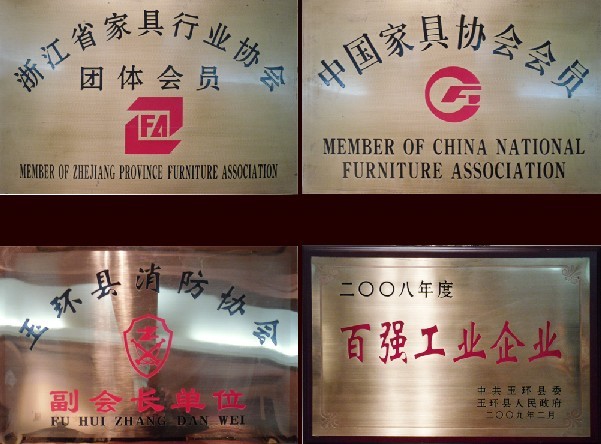 浙江省家具行业协会
团体会员
FA
MEMBER OF ZHEJIANG PROVINCE FURNITURE ASSOCIATION
中国家具协会会员
MEMBER OF CHINA NATIONAL
FURNITURE ASSOCIATION
玉环县消防协会
副会长单位
FU HUI ZHANG DAN WEI
二〇〇八年度
百强工业企业
中共玉环县委
玉环县人民政府
二〇〇九年二月